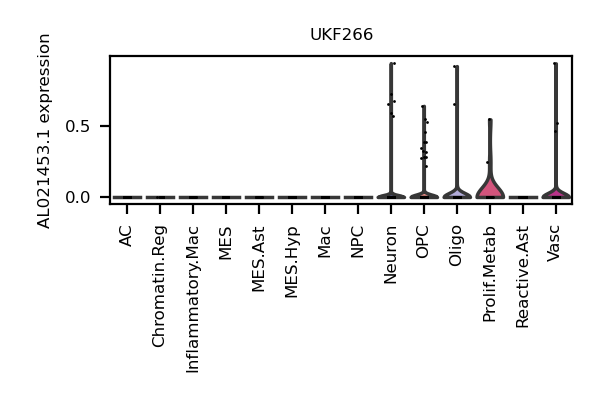 UKF266
AL021453.1 expression
0.5
0.0
AC
Chromatin.Reg
Inflammatory.Mac
MES
MES.Ast
MES.Hyp
Mac
NPC
Neuron
OPC
Oligo
Prolif.Metab
Reactive.Ast
Vasc